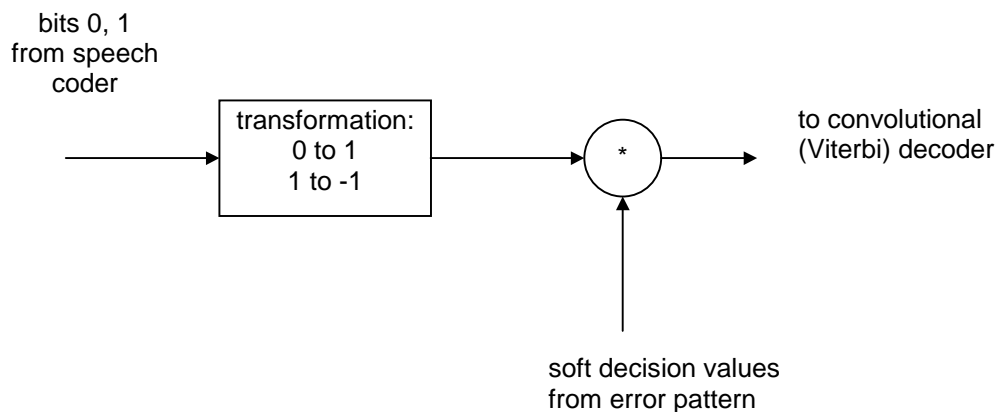 bits 0, 1
from speech
coder
transformation:
0 to 1
1 to -1
*
to convolutional
(Viterbi) decoder
soft decision values
from error pattern